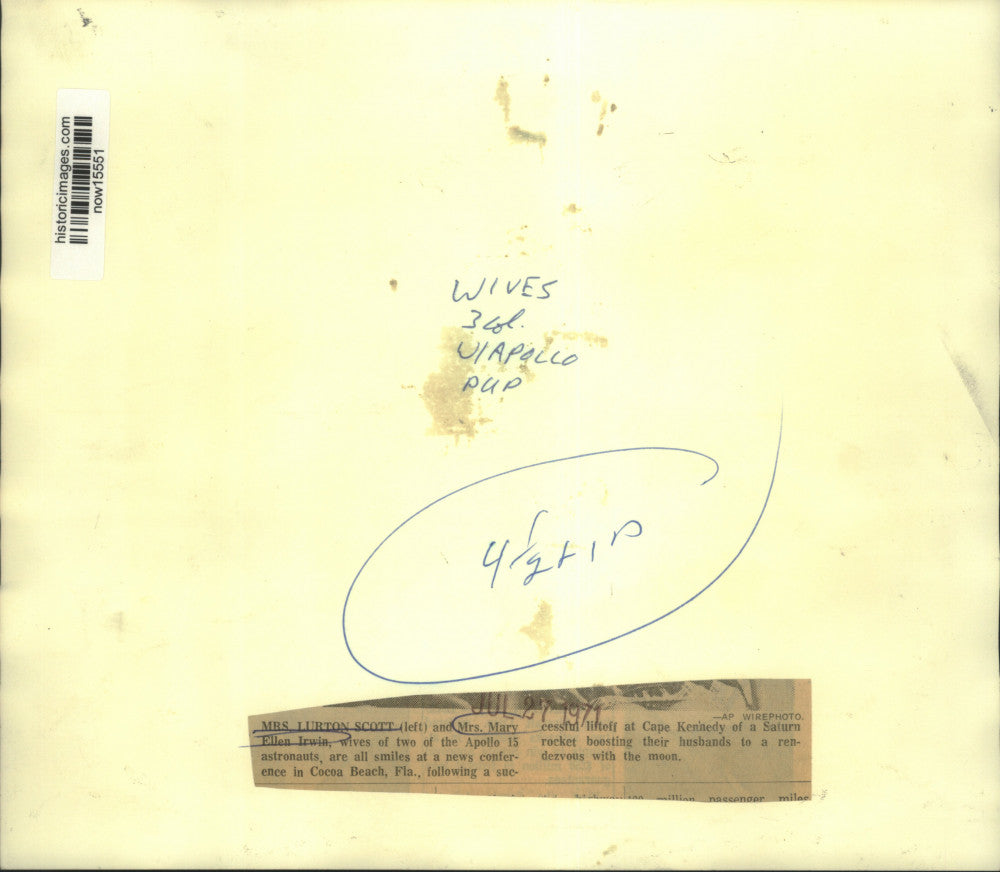 historicimages.com
now15551
WIVES
3 Col.
W/APOLLO
PUP
JUL 27 1971
—AP WIREPHOTO.
MRS. LURTON SCOTT (left) and Mrs. Mary
Ellen Irwin, wives of two of the Apollo 15
astronauts, are all smiles at a news confer-
ence in Cocoa Beach, Fla., following a suc-
cessful liftoff at Cape Kennedy of a Saturn
rocket boosting their husbands to a ren-
dezvous with the moon.
million passenger miles